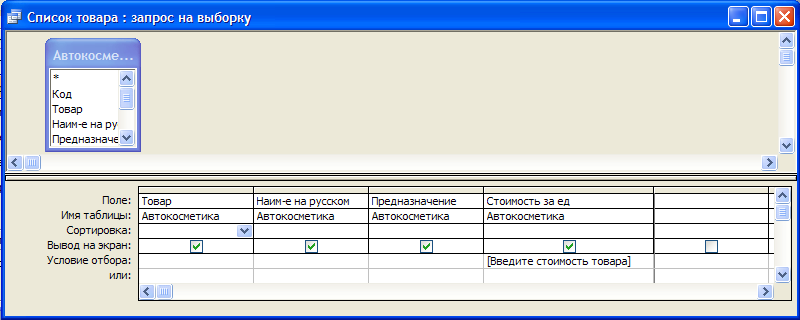 Список товара : запрос на выборку
Автокосме...
*
Код
Товар
Наим-е на ру
Предназначе
Поле: Товар Наим-е на русском Предназначение Стоимость за ед
Имя таблицы: Автокосметика Автокосметика Автокосметика Автокосметика
Сортировка:
Вывод на экран:
Условие отбора: [Введите стоимость товара]
или: